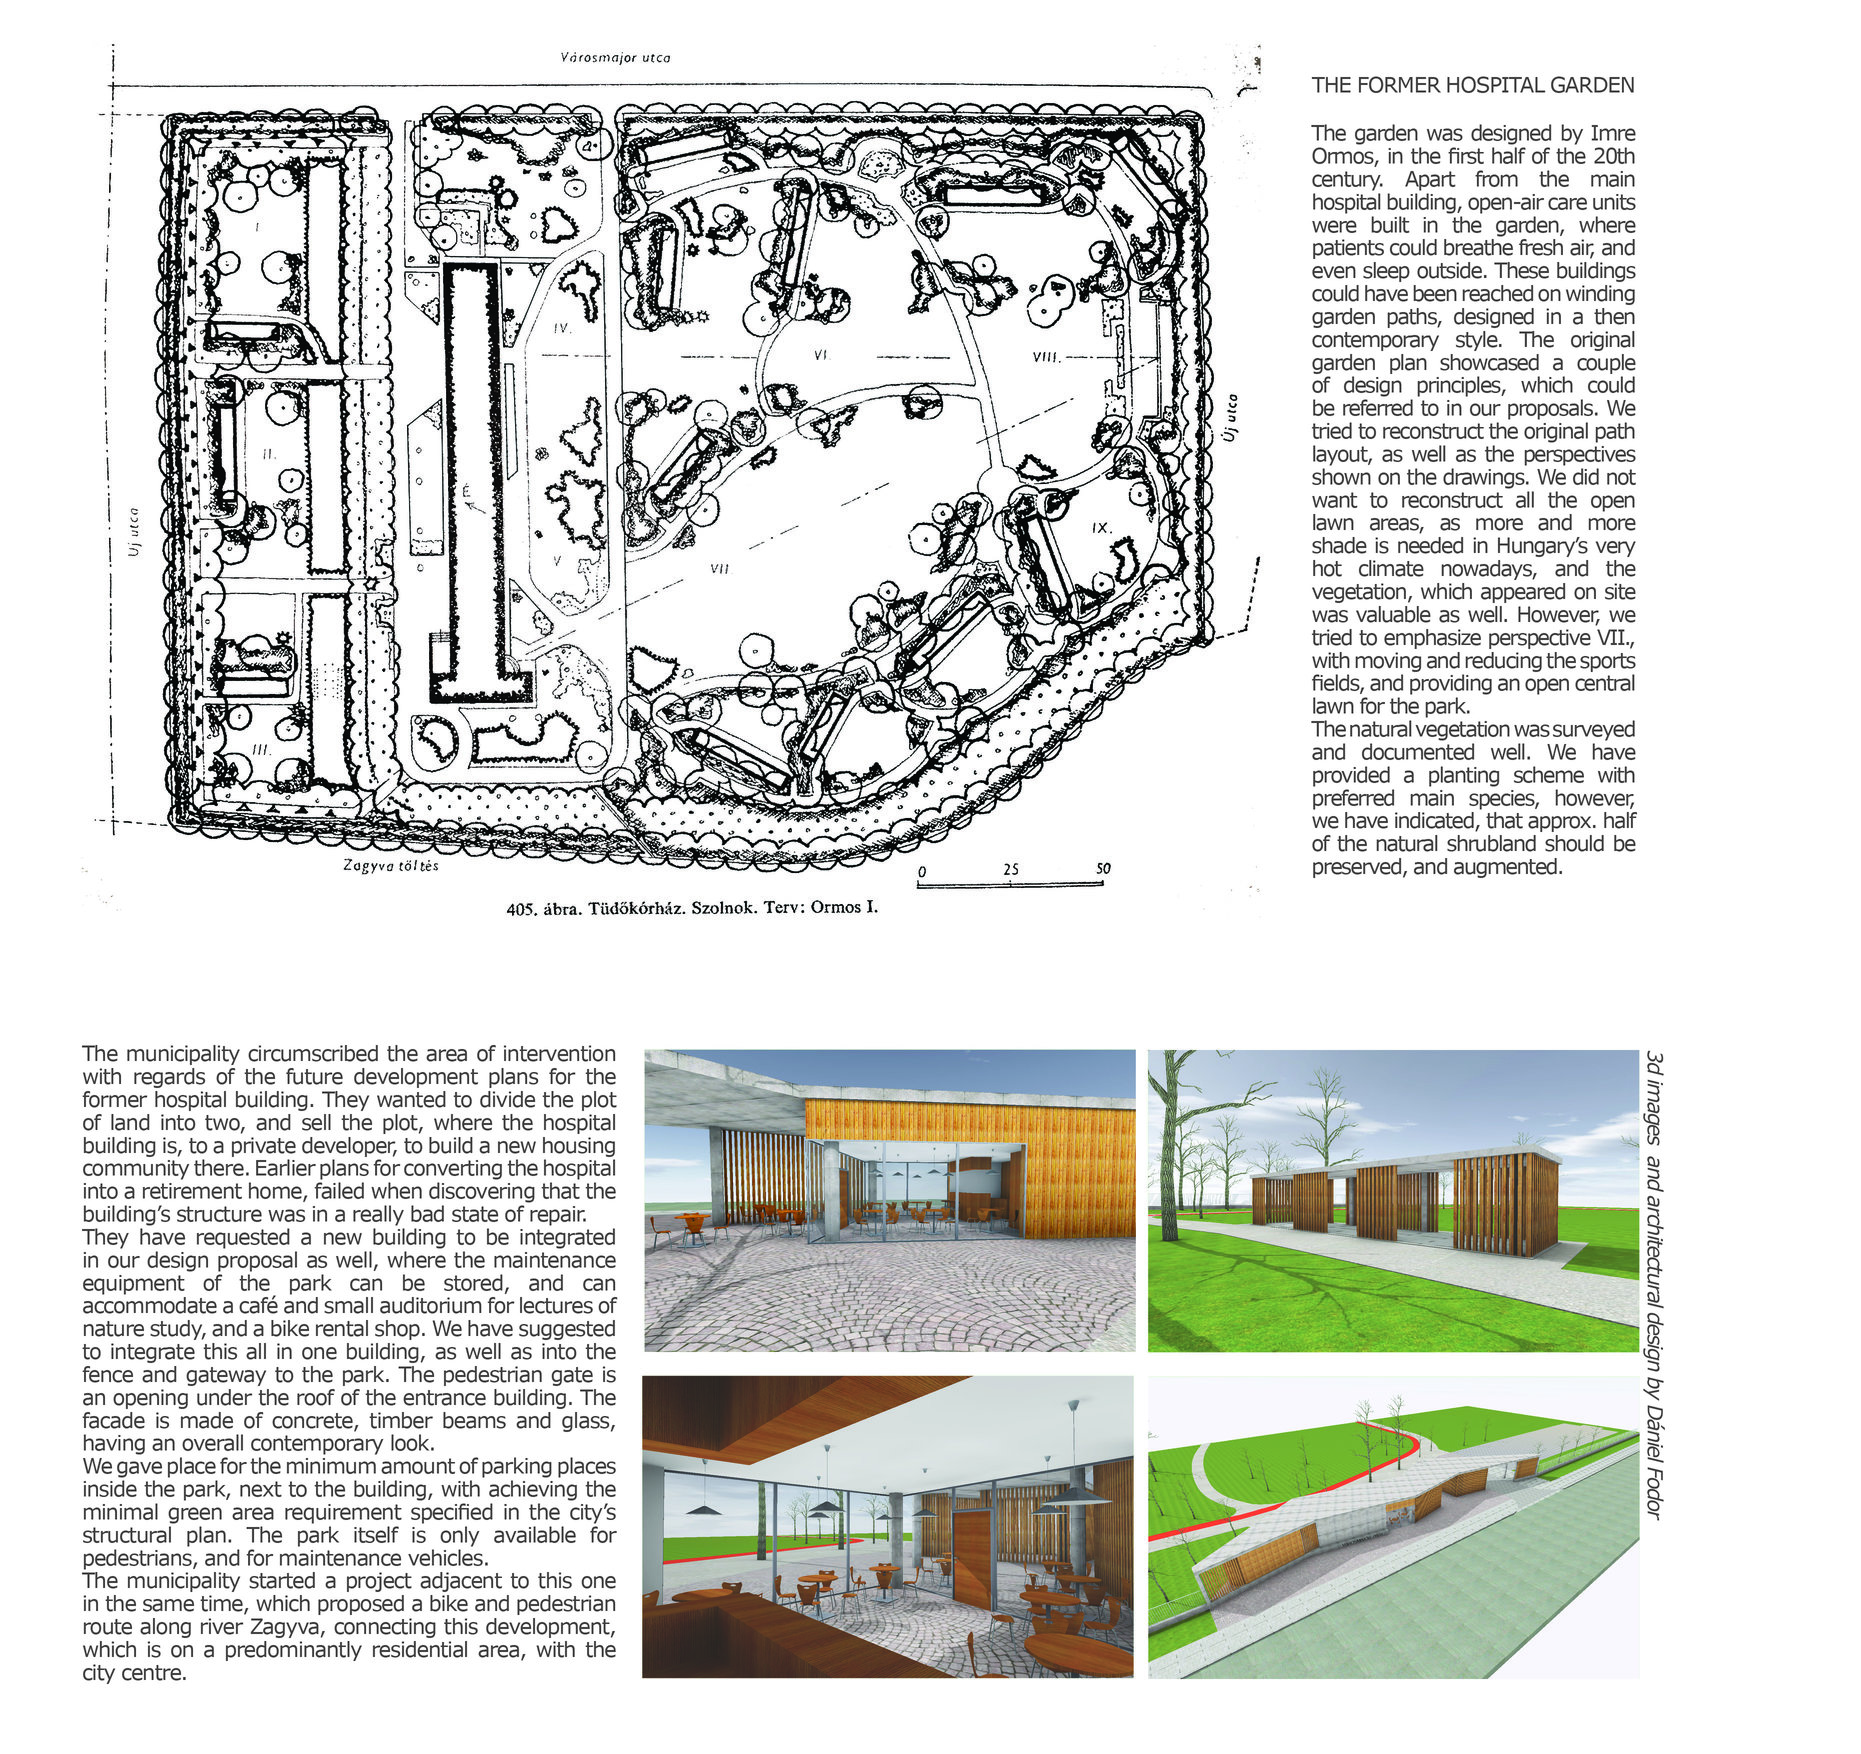 Városmajor utca
I.
II.
III.
IV.
V
VI.
VII
VIII.
IX.
É
Új utca
Uj utca
Zagyva töltés
0 25 50
405. ábra. Tüdőkórház. Szolnok. Terv: Ormos I.
THE FORMER HOSPITAL GARDEN
The garden was designed by Imre
Ormos, in the first half of the 20th
century. Apart from the main
hospital building, open-air care units
were built in the garden, where
patients could breathe fresh air, and
even sleep outside. These buildings
could have been reached on winding
garden paths, designed in a then
contemporary style. The original
garden plan showcased a couple
of design principles, which could
be referred to in our proposals. We
tried to reconstruct the original path
layout, as well as the perspectives
shown on the drawings. We did not
want to reconstruct all the open
lawn areas, as more and more
shade is needed in Hungary's very
hot climate nowadays, and the
vegetation, which appeared on site
was valuable as well. However, we
tried to emphasize perspective VII.,
with moving and reducing the sports
fields, and providing an open central
lawn for the park.
The natural vegetation was surveyed
and documented well. We have
provided a planting scheme with
preferred main species, however,
we have indicated, that approx. half
of the natural shrubland should be
preserved, and augmented.
The municipality circumscribed the area of intervention
with regards of the future development plans for the
former hospital building. They wanted to divide the plot
of land into two, and sell the plot, where the hospital
building is, to a private developer, to build a new housing
community there. Earlier plans for converting the hospital
into a retirement home, failed when discovering that the
building's structure was in a really bad state of repair.
They have requested a new building to be integrated
in our design proposal as well, where the maintenance
equipment of the park can be stored, and can
accommodate a café and small auditorium for lectures of
nature study, and a bike rental shop. We have suggested
to integrate this all in one building, as well as into the
fence and gateway to the park. The pedestrian gate is
an opening under the roof of the entrance building. The
facade is made of concrete, timber beams and glass,
having an overall contemporary look.
We gave place for the minimum amount of parking places
inside the park, next to the building, with achieving the
minimal green area requirement specified in the city's
structural plan. The park itself is only available for
pedestrians, and for maintenance vehicles.
The municipality started a project adjacent to this one
in the same time, which proposed a bike and pedestrian
route along river Zagyva, connecting this development,
which is on a predominantly residential area, with the
city centre.
3d images and architectural design by Dániel Fodor